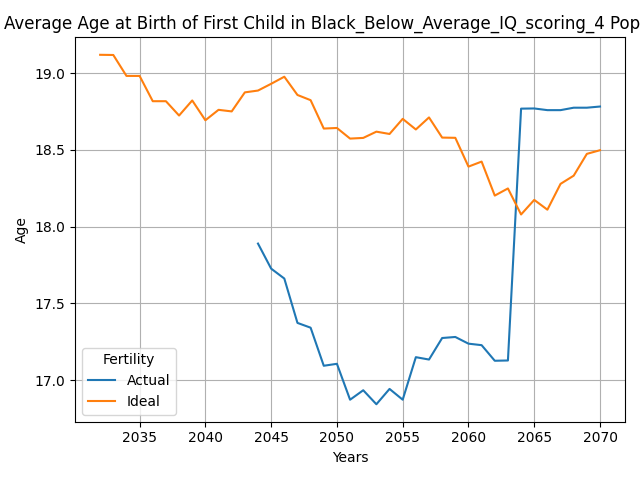 Average Age at Birth of First Child in Black_Below_Average_IQ_scoring_4 Pop
19.0
18.5
18.0
17.5
17.0
Age
Fertility
Actual
Ideal
2035 2040 2045 2050 2055 2060 2065 2070
Years